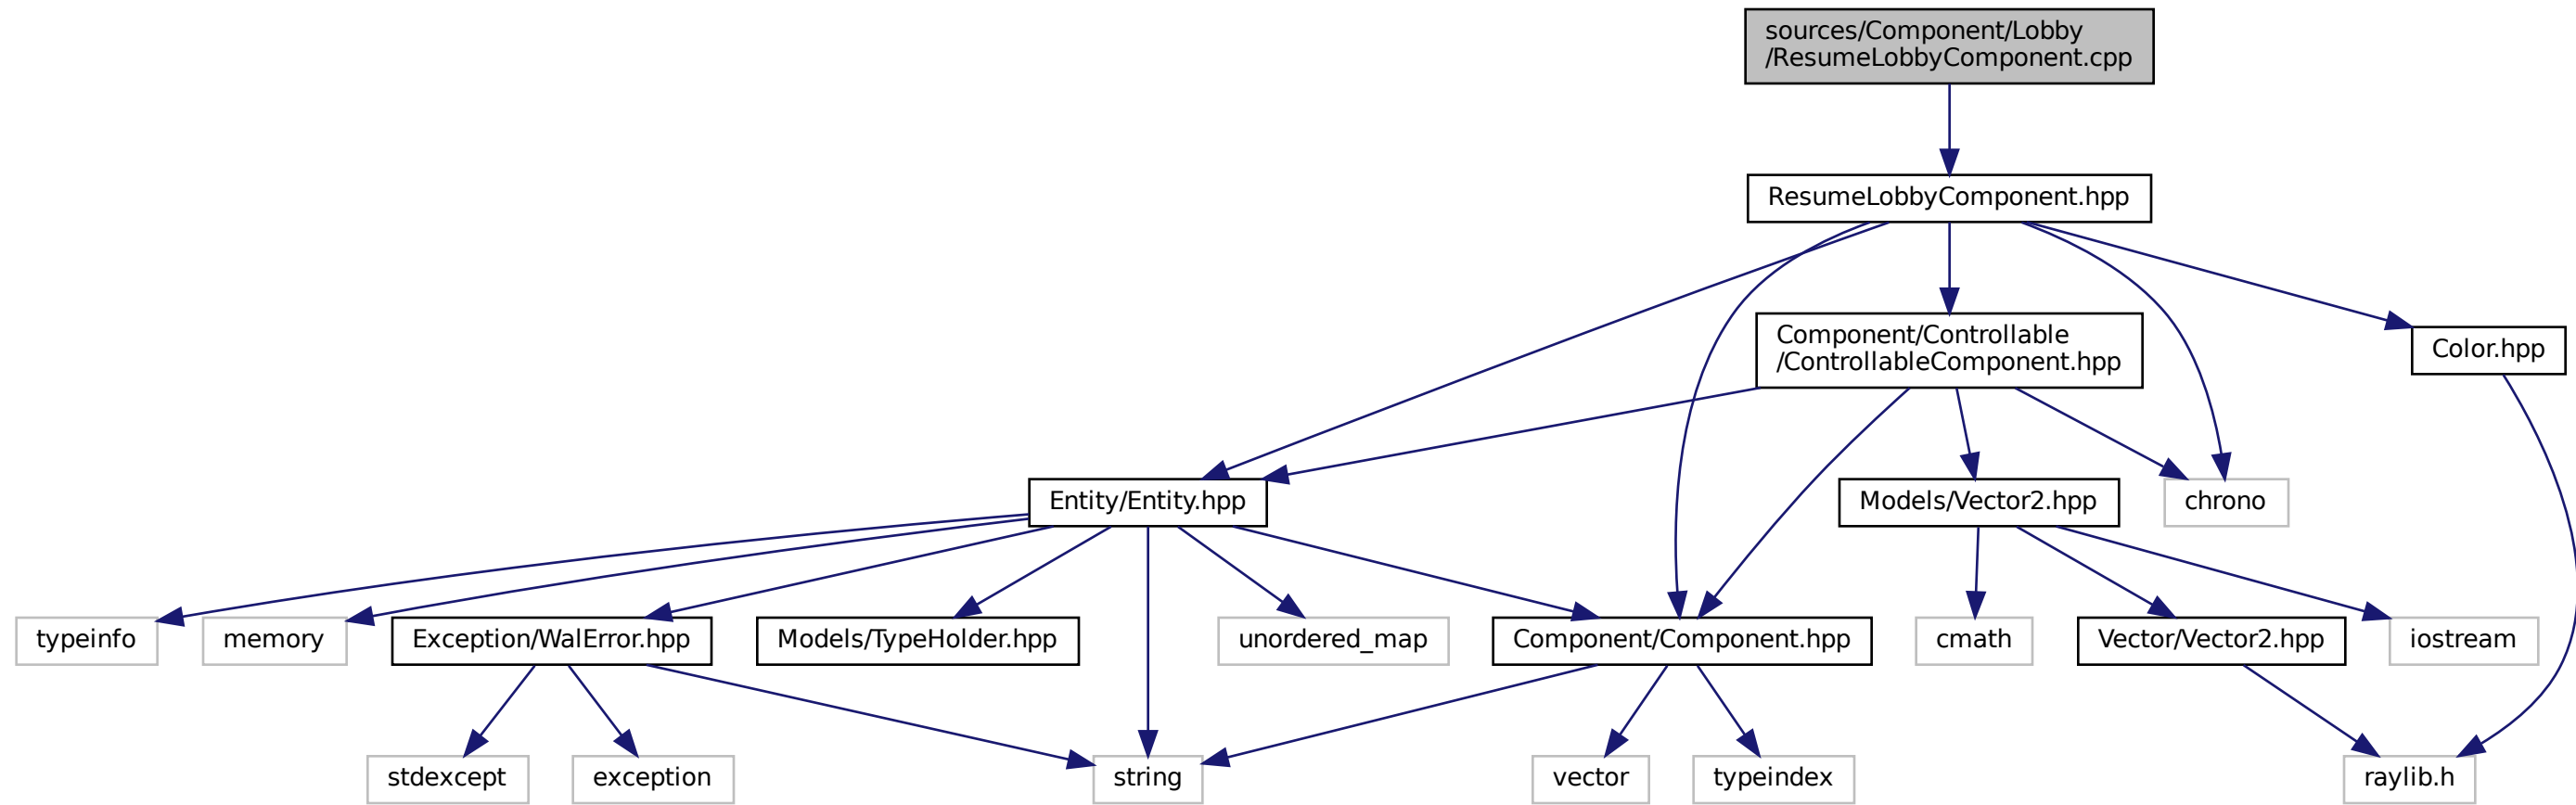 sources/Component/Lobby
/ResumeLobbyComponent.cpp
ResumeLobbyComponent.hpp
Component/Controllable
/ControllableComponent.hpp
Color.hpp
Entity/Entity.hpp
Models/Vector2.hpp
chrono
typeinfo
memory
Exception/WalError.hpp
Models/TypeHolder.hpp
unordered_map
Component/Component.hpp
cmath
Vector/Vector2.hpp
iostream
stdexcept
exception
string
vector
typeindex
raylib.h